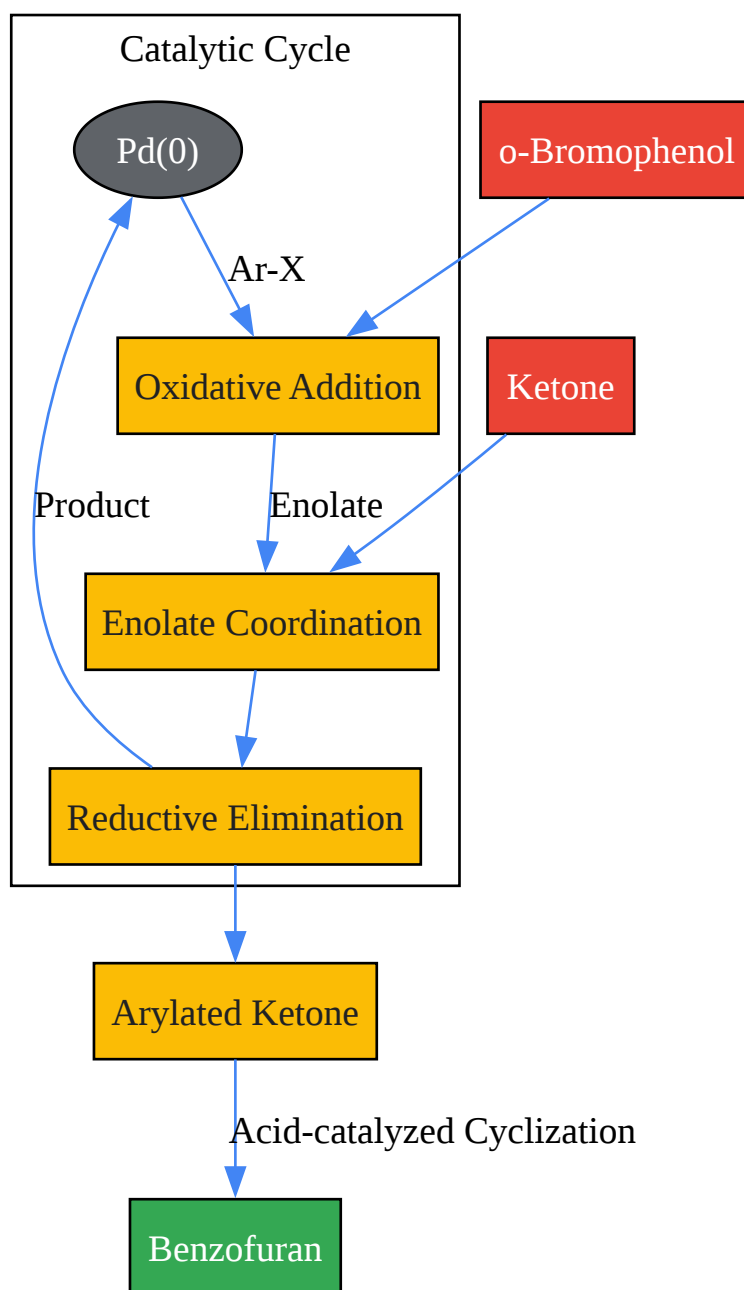 Catalytic Cycle
Pd(0)
o-Bromophenol
Ar-X
Oxidative Addition
Ketone
Product
Enolate
Enolate Coordination
Reductive Elimination
Arylated Ketone
Acid-catalyzed Cyclization
Benzofuran